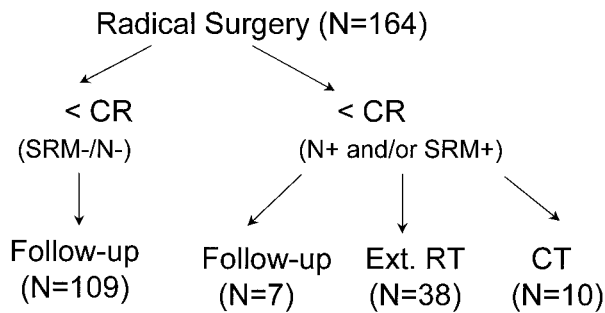 Radical Surgery (N=164)
< CR
< CR
(SRM-/N-)
(N+ and/or SRM+)
Follow-up
(N=109)
Follow-up
(N=7)
Ext. RT
(N=38)
CT
(N=10)